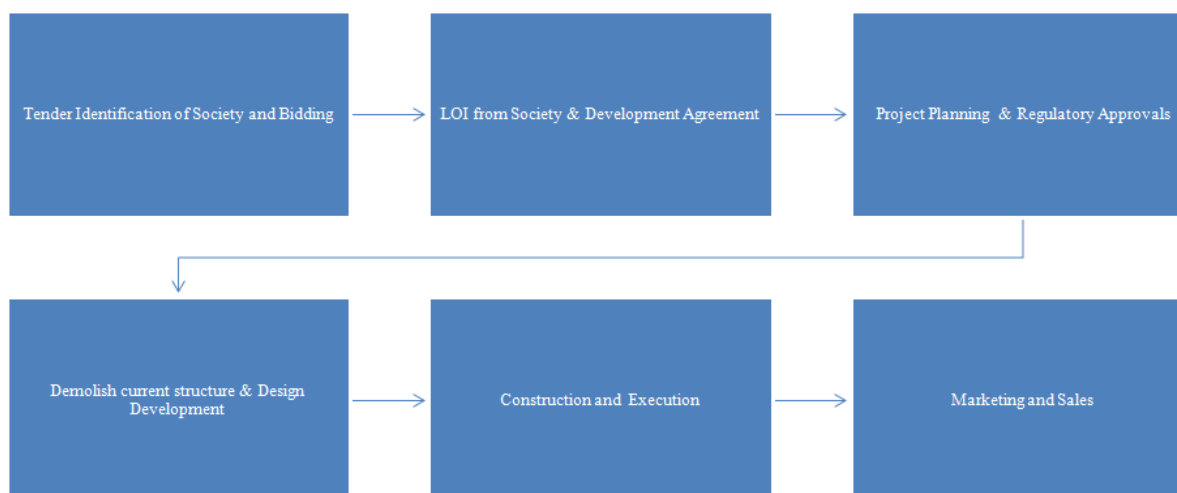 Tender Identification of Society and Bidding
LOI from Society & Development Agreement
Project Planning & Regulatory Approvals
Demolish current structure & Design
Development
Construction and Execution
Marketing and Sales